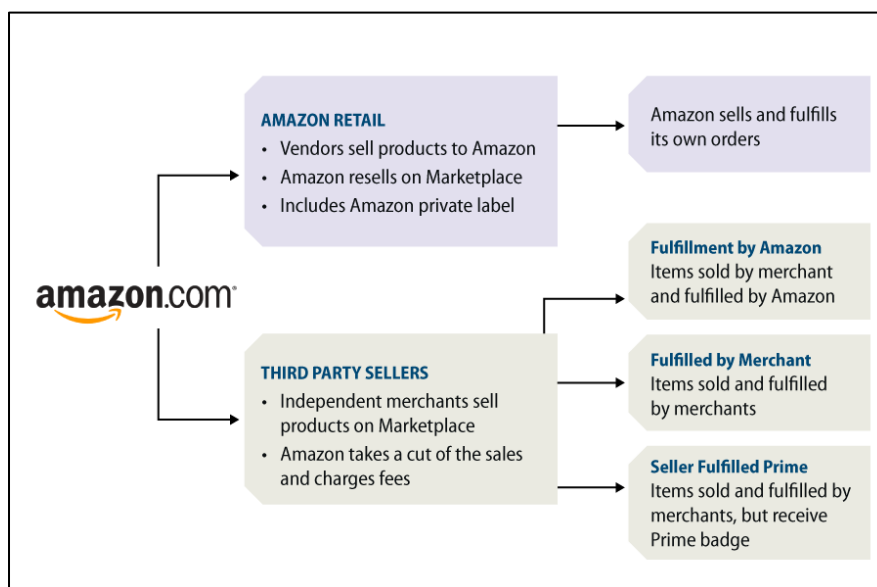 amazon.com®
AMAZON RETAIL
• Vendors sell products to Amazon
• Amazon resells on Marketplace
• Includes Amazon private label
Amazon sells and fulfills
its own orders
THIRD PARTY SELLERS
• Independent merchants sell
products on Marketplace
• Amazon takes a cut of the sales
and charges fees
Fulfillment by Amazon
Items sold by merchant
and fulfilled by Amazon
Fulfilled by Merchant
Items sold and fulfilled
by merchants
Seller Fulfilled Prime
Items sold and fulfilled by
merchants, but receive
Prime badge